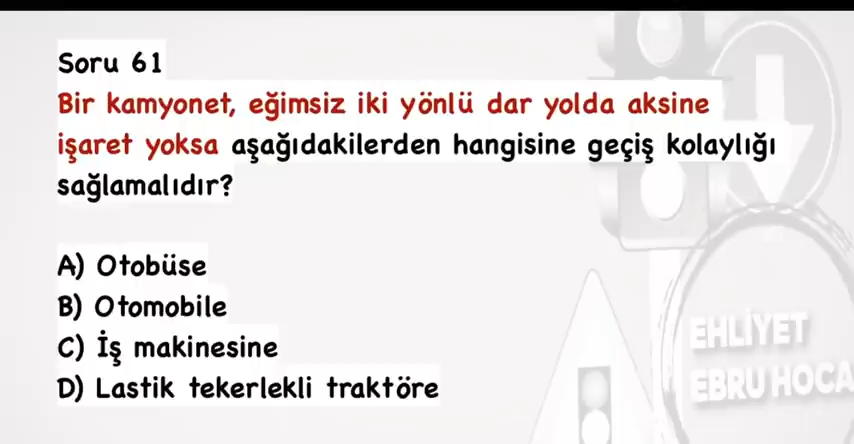 Soru 61
Bir kamyonet, eğimsiz iki yönlü dar yolda aksine
işaret yoksa aşağıdakilerden hangisine geçiş kolaylığı
sağlamalıdır?
A) Otobüse
B) Otomobile
C) İş makinesine
D) Lastik tekerlekli traktöre
EHLİYET
EBRU HOCA